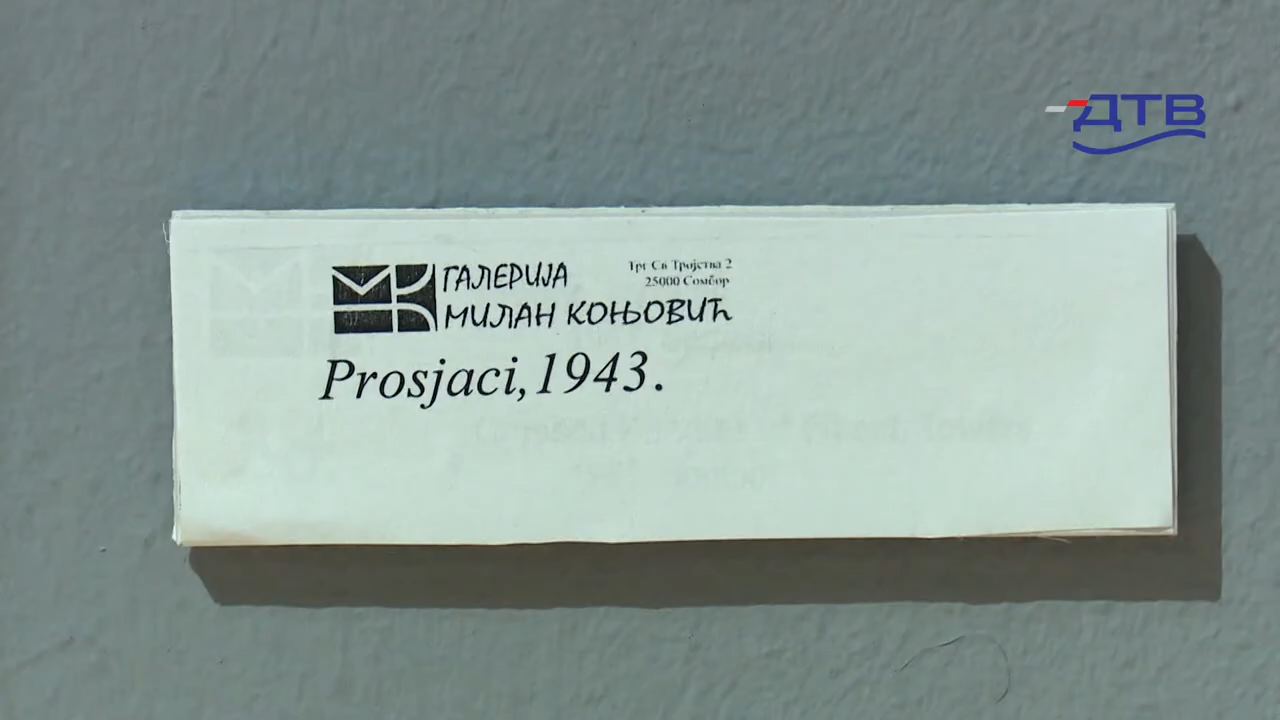 ДТВ
ГАЛЕРИЈА
МИЛАН КОЊОВИЋ
Трг Св Тројства 2
25000 Сомбор
Prosjaci, 1943.